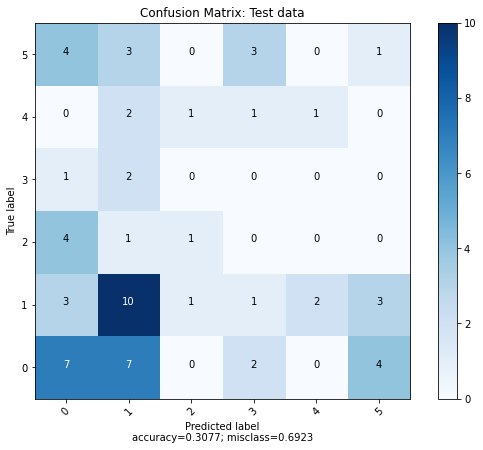 Confusion Matrix: Test data
5 4 3 0 3 0 1
4 0 2 1 1 1 0
3 1 2 0 0 0 0
2 4 1 1 0 0 0
1 3 10 1 1 2 3
0 7 7 0 2 0 4
0 1 2 3 4 5
True label
Predicted label
accuracy=0.3077; misclass=0.6923
10
8
6
4
2
0